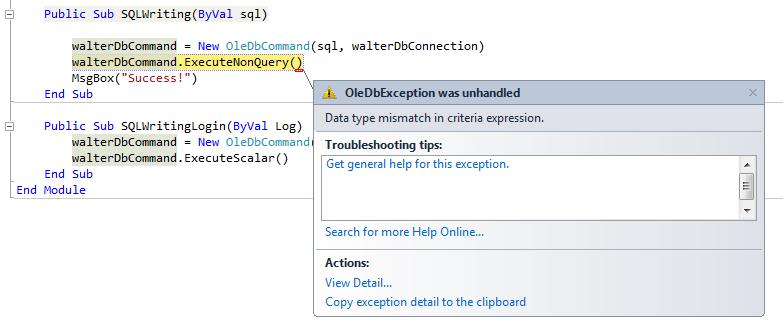 Public Sub SQLWriting(ByVal sql)
walterDbCommand = New OleDbCommand(sql, walterDbConnection)
walterDbCommand.ExecuteNonQuery()
MsgBox("Success!")
End Sub
OleDbException was unhandled
Data type mismatch in criteria expression.
Public Sub SQLWritingLogin(ByVal Log)
walterDbCommand = New OleDbCommand(
walterDbCommand.ExecuteScalar()
End Sub
End Module
Troubleshooting tips:
Get general help for this exception.
Search for more Help Online...
Actions:
View Detail...
Copy exception detail to the clipboard